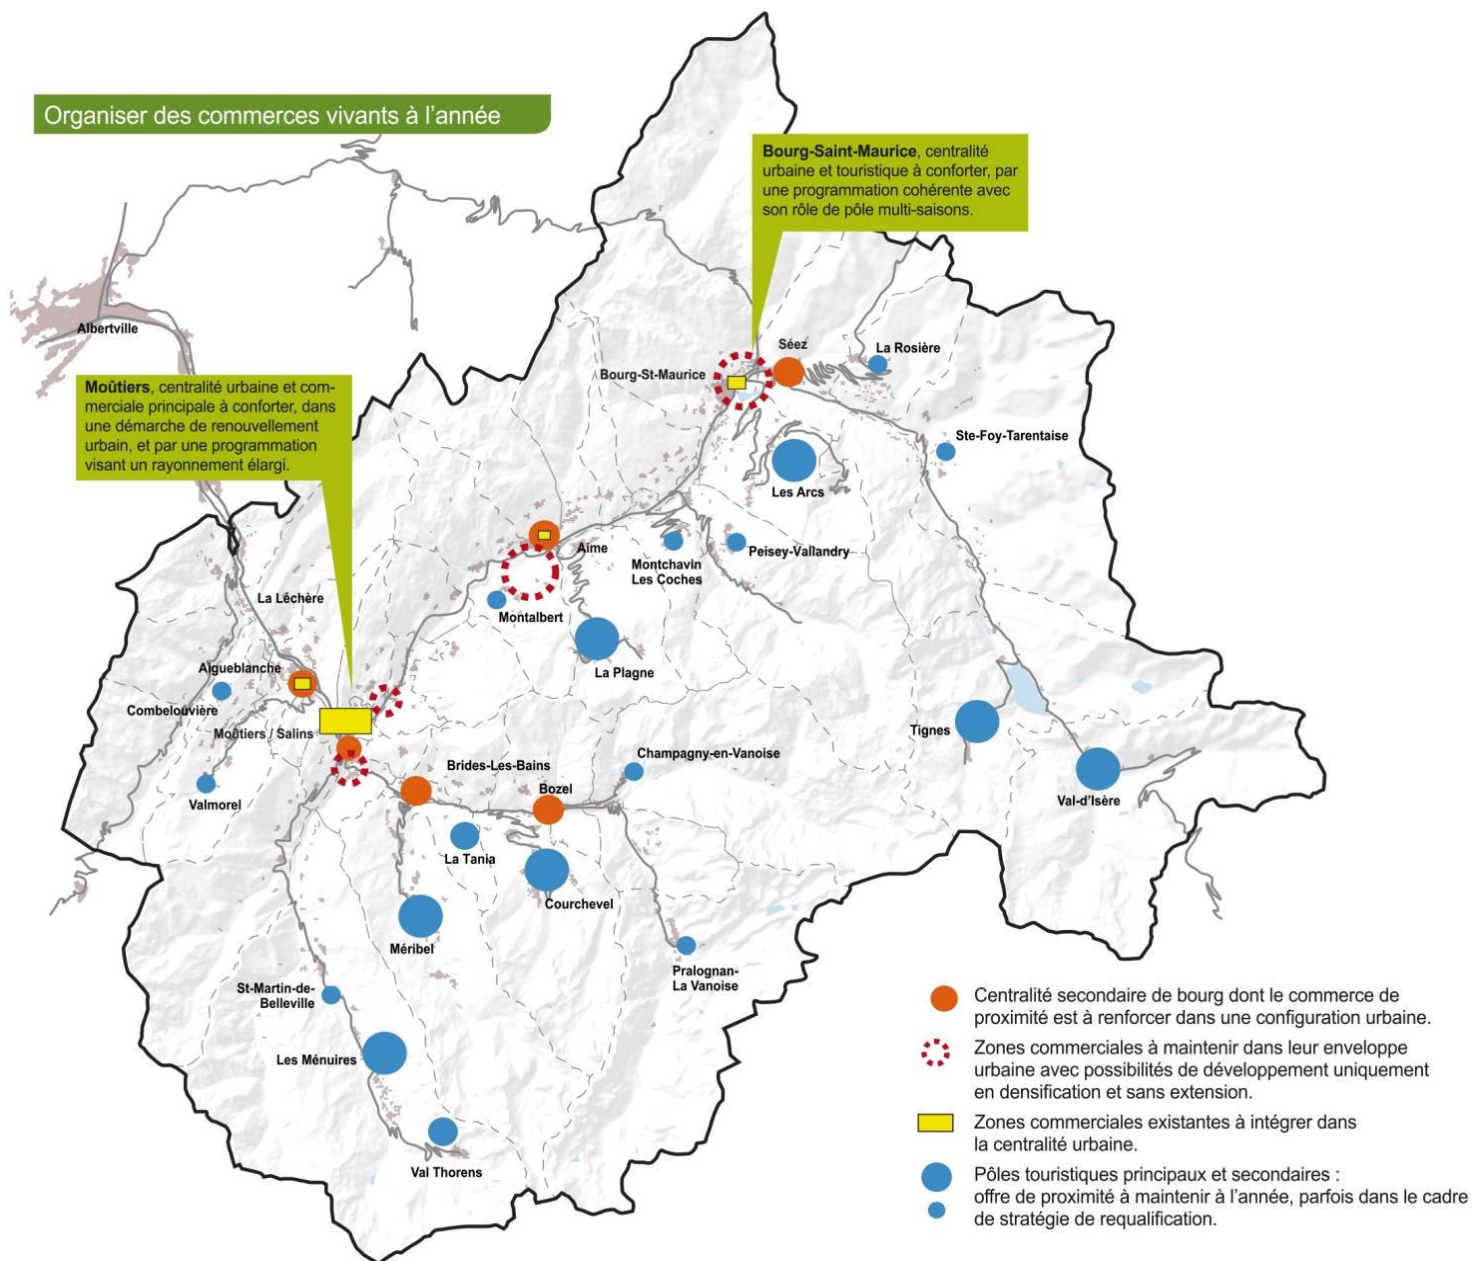 Organiser des commerces vivants à l'année
Bourg-Saint-Maurice, centralité
urbaine et touristique à conforter, par
une programmation cohérente avec
son rôle de pôle multi-saisons.
Albertville
Moûtiers, centralité urbaine et com-
merciale principale à conforter, dans
une démarche de renouvellement
urbain, et par une programmation
visant un rayonnement élargi.
Séez
La Rosière
Bourg-St-Maurice
Ste-Foy-Tarentaise
Les Arcs
Aime
Montchavin
Les Coches
Peisey-Vallandry
La Léchère
Montalbert
Aigueblanche
La Plagne
Combelouvière
Moûtiers / Salins
Tignes
Champagny-en-Vanoise
Brides-Les-Bains
Bozel
Valmorel
Val-d'Isère
La Tania
Courchevel
Méribel
Pralognan-
La Vanoise
St-Martin-de-
Belleville
Les Ménuires
Val Thorens
Centralité secondaire de bourg dont le commerce de
proximité est à renforcer dans une configuration urbaine.
Zones commerciales à maintenir dans leur enveloppe
urbaine avec possibilités de développement uniquement
en densification et sans extension.
Zones commerciales existantes à intégrer dans
la centralité urbaine.
Pôles touristiques principaux et secondaires :
offre de proximité à maintenir à l'année, parfois dans le cadre
de stratégie de requalification.